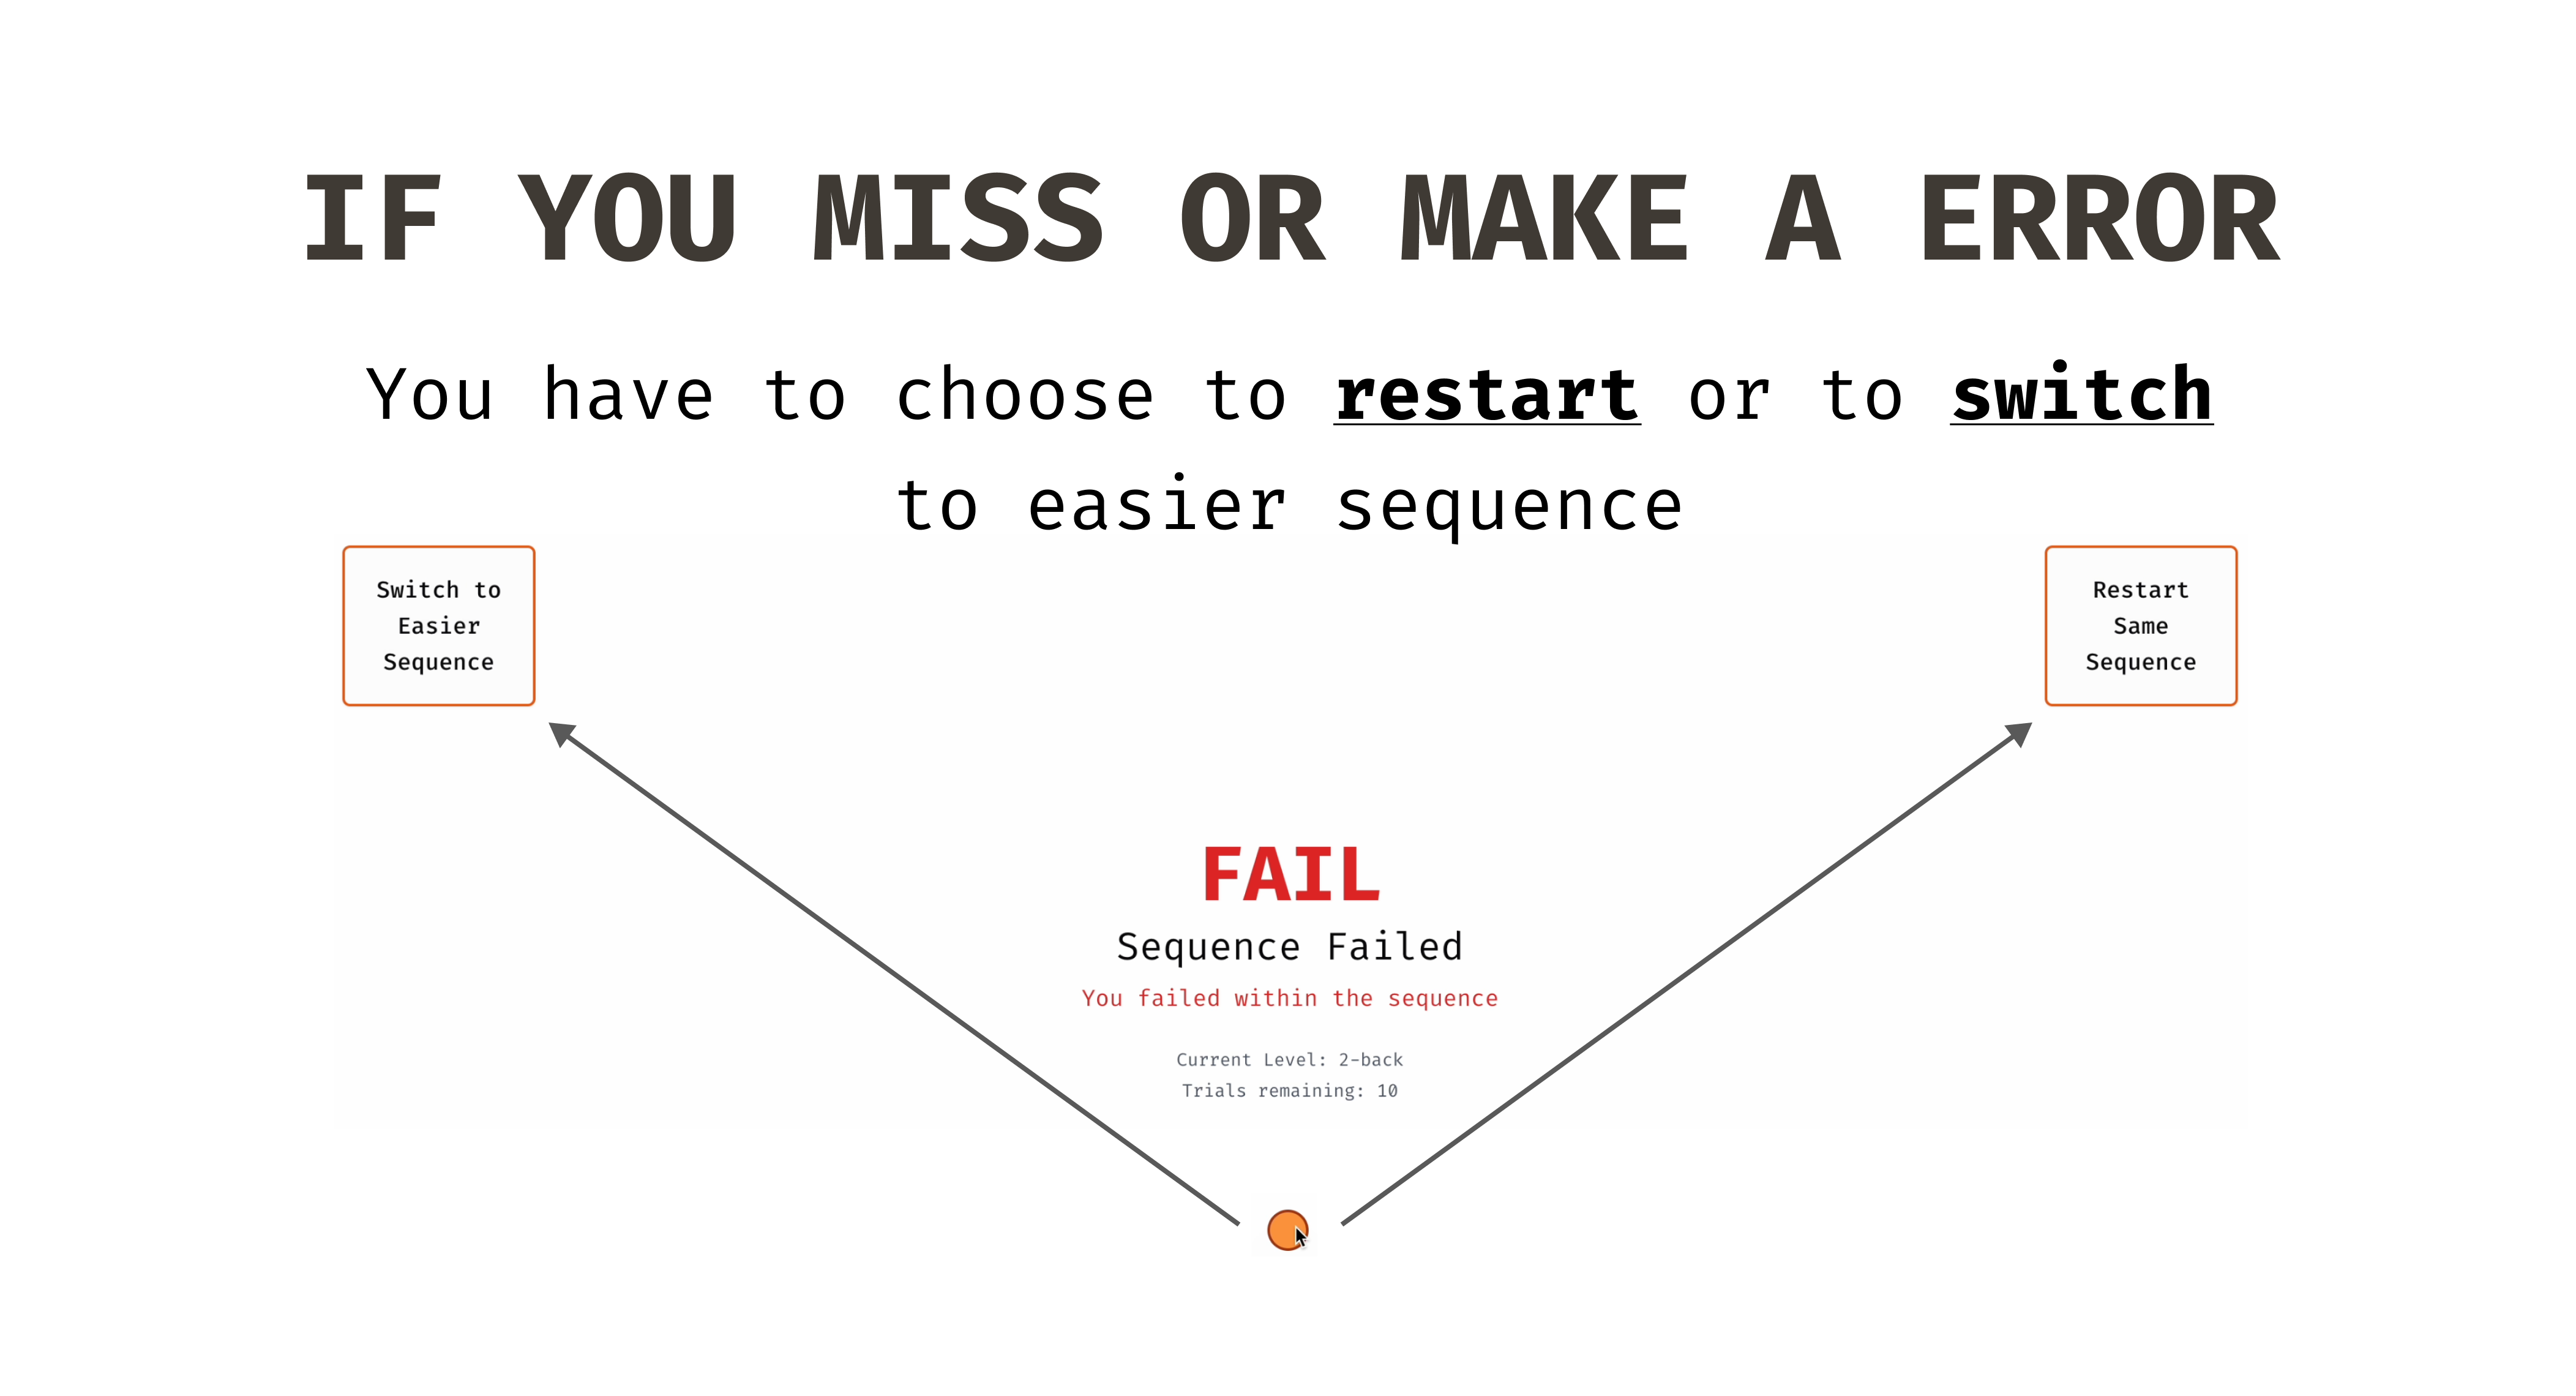 IF YOU MISS OR MAKE A ERROR
You have to choose to restart or to switch
to easier sequence
Switch to
Easier
Sequence
Restart
Same
Sequence
FAIL
Sequence Failed
You failed within the sequence
Current Level: 2-back
Trials remaining: 10